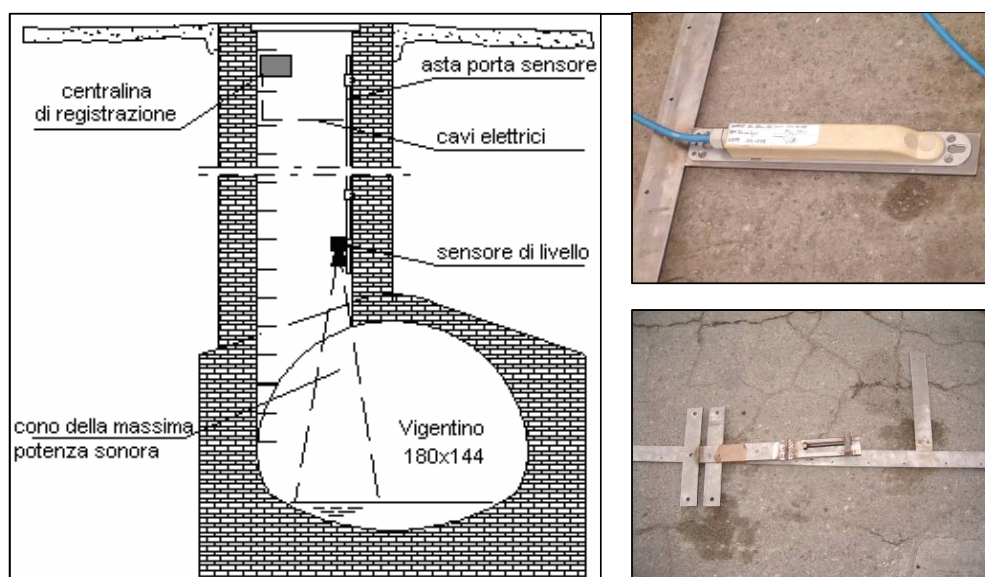 centralina
di registrazione
asta porta sensore
cavi elettrici
sensore di livello
cono della massima
potenza sonora
Vigentino
180x144